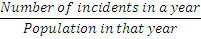 Number of incidents in a year
Population in that year